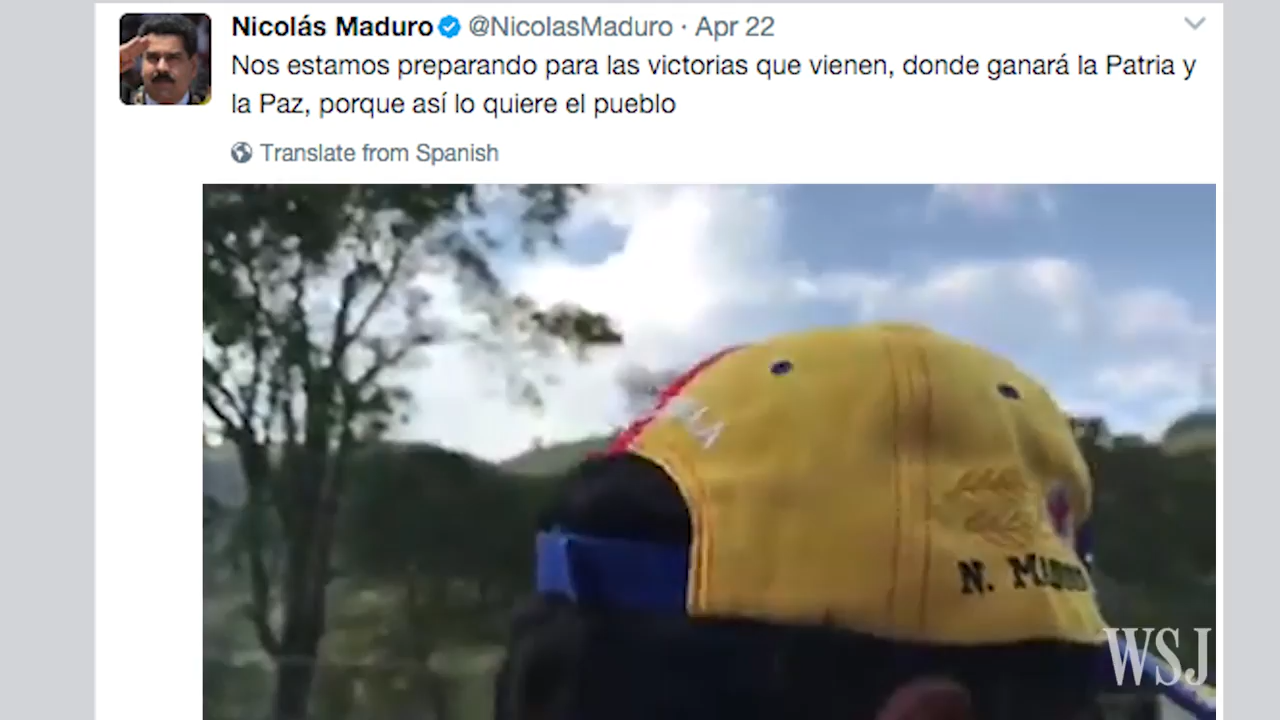 Nicolás Maduro @NicolasMaduro · Apr 22
Nos estamos preparando para las victorias que vienen, donde ganará la Patria y
la Paz, porque así lo quiere el pueblo
Translate from Spanish
N. Maduro
WSJ